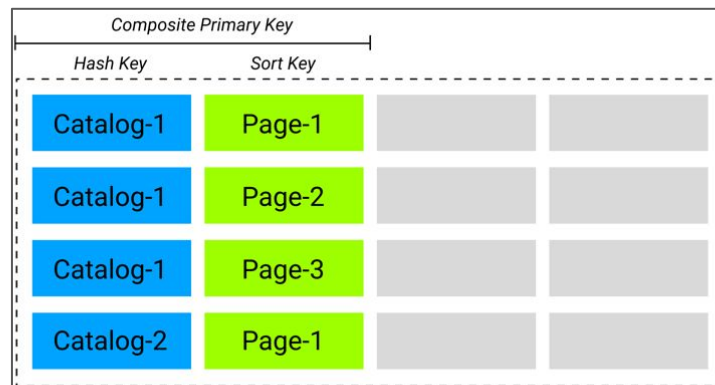 Composite Primary Key
Hash Key Sort Key
Catalog-1 Page-1
Catalog-1 Page-2
Catalog-1 Page-3
Catalog-2 Page-1